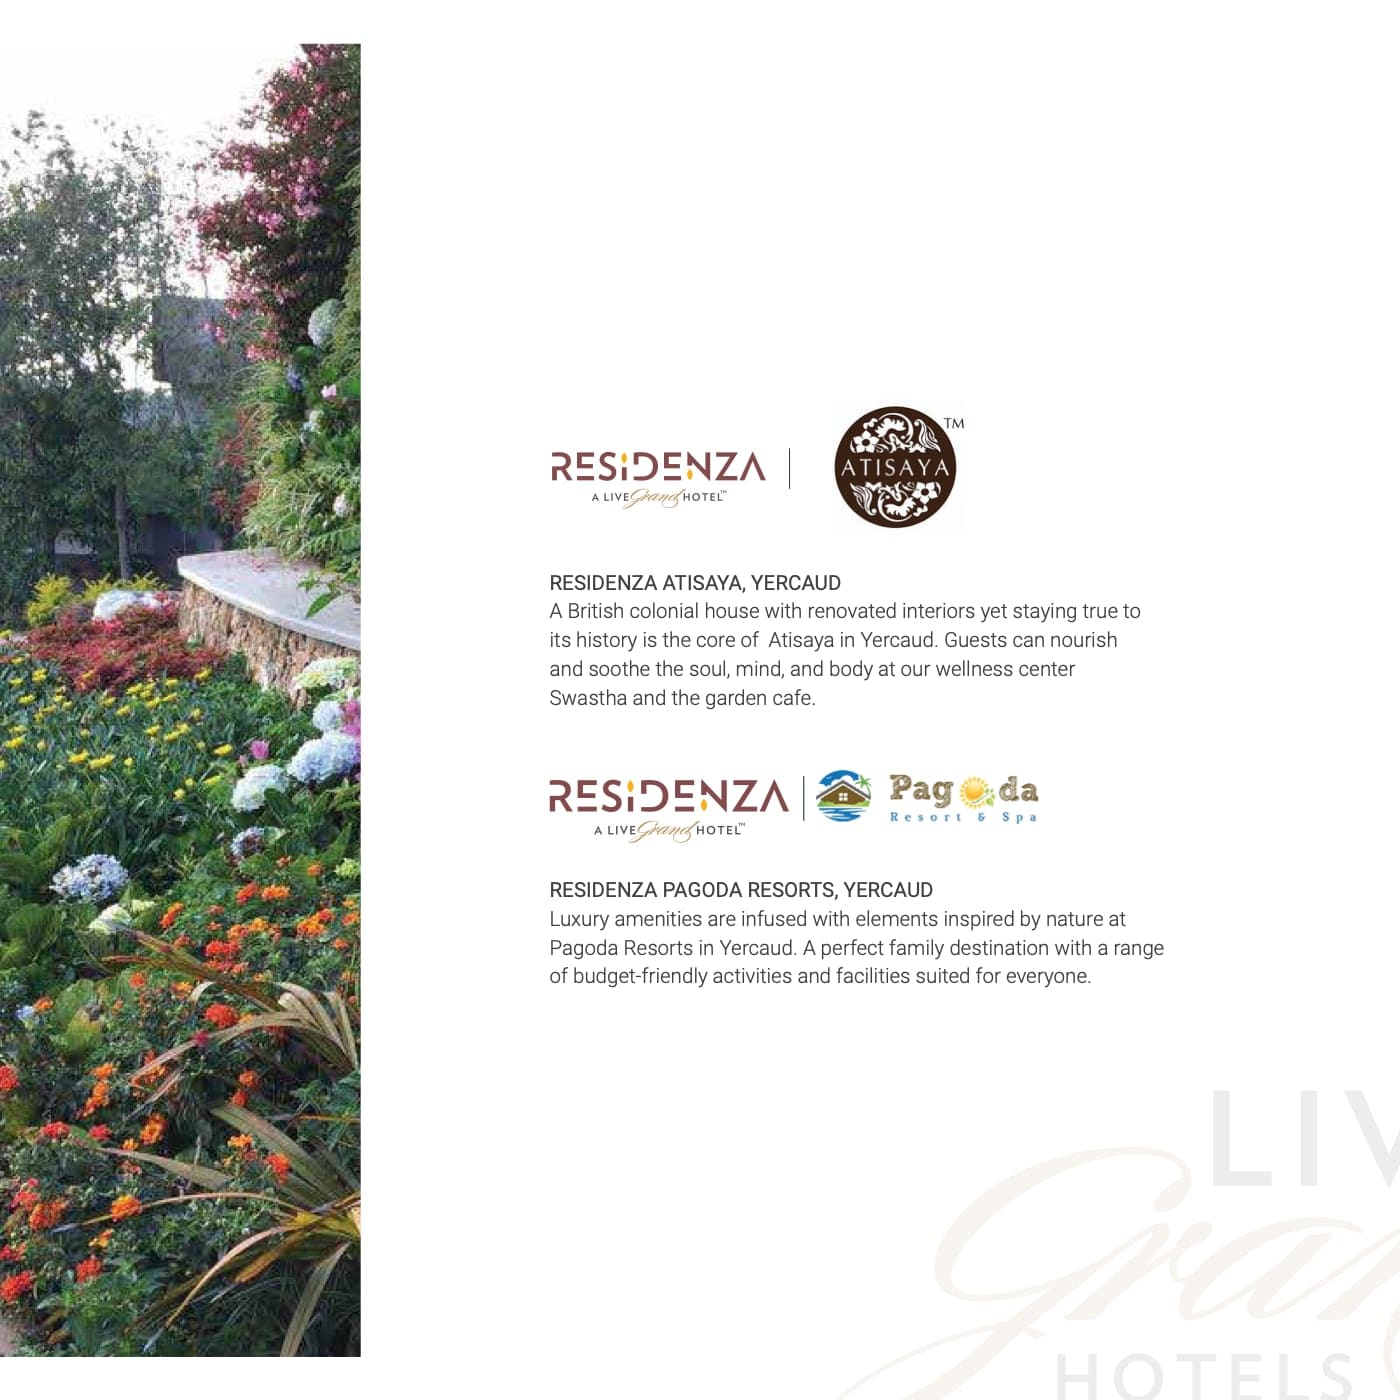 RESIDENZA
A LIVE Grand HOTEL™
ATISAYA
TM
RESIDENZA ATISAYA, YERCAUD
A British colonial house with renovated interiors yet staying true to
its history is the core of  Atisaya in Yercaud. Guests can nourish
and soothe the soul, mind, and body at our wellness center
Swastha and the garden cafe.
RESIDENZA
A LIVE Grand HOTEL™
Pagoda
Resort & Spa
RESIDENZA PAGODA RESORTS, YERCAUD
Luxury amenities are infused with elements inspired by nature at
Pagoda Resorts in Yercaud. A perfect family destination with a range
of budget-friendly activities and facilities suited for everyone.
LIV
Gran
HOTELS